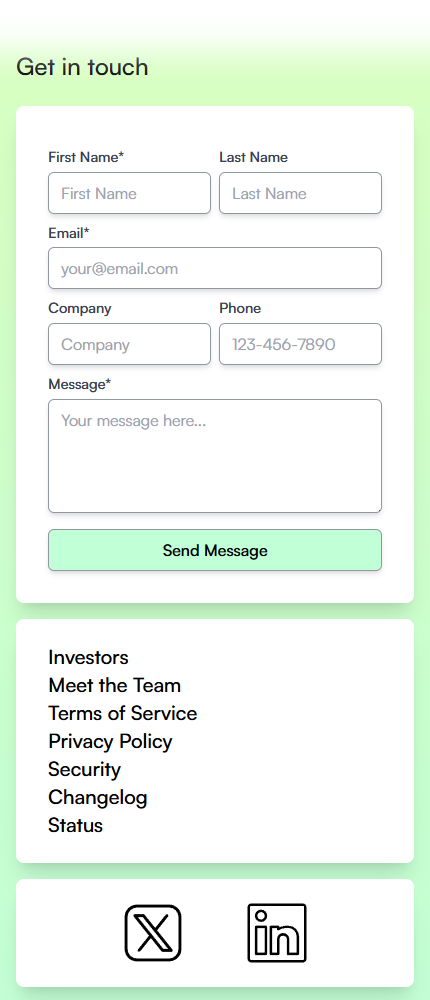 Get in touch
First Name* Last Name
First Name Last Name
Email*
your@email.com
Company Phone
Company 123-456-7890
Message*
Your message here...
Send Message
Investors
Meet the Team
Terms of Service
Privacy Policy
Security
Changelog
Status
X in